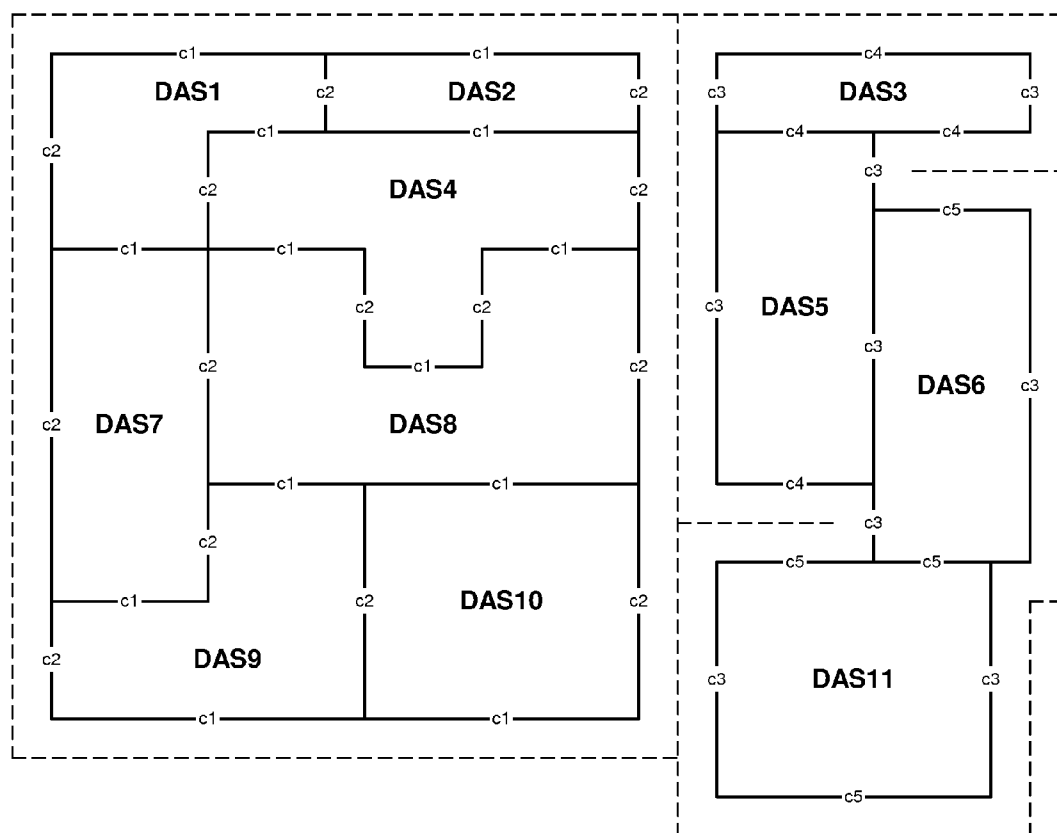 c1 c1 c4
DAS1 c2 DAS2 c2 c3 DAS3 c3
c1 c1 c4 c4
c2
c3
c2 DAS4 c2
c5
c1 c1 c1
c2 c2 c3 DAS5
c3
c2 c1 c2
DAS6 c3
c2 DAS7 DAS8
c1 c1 c4
c3
c2
c5 c5
c1 c2 DAS10 c2
c2 DAS9
c3 DAS11 c3
c1 c1
c5